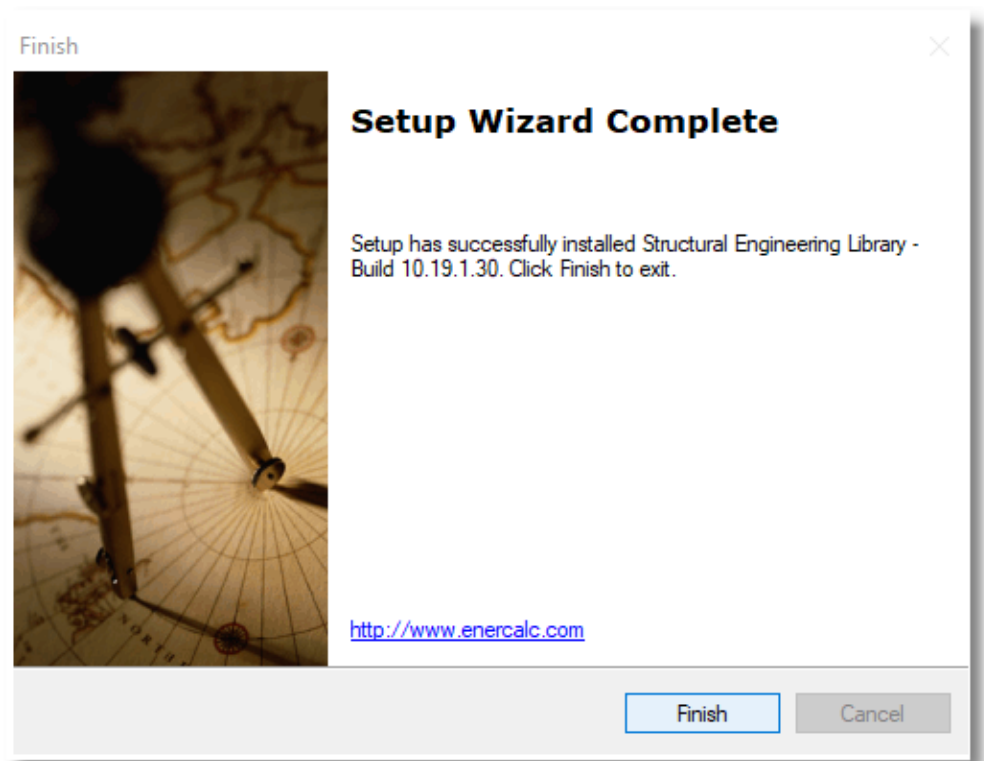 Finish
Setup Wizard Complete
Setup has successfully installed Structural Engineering Library -
Build 10.19.1.30. Click Finish to exit.
NORTH
http://www.enercalc.com
Finish
Cancel